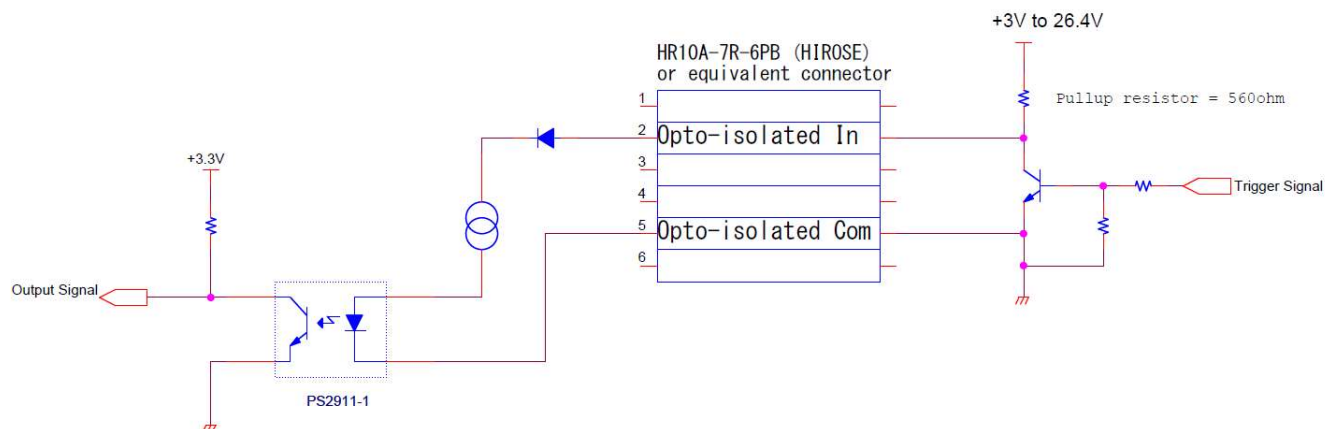 +3V to 26.4V
HR10A-7R-6PB (HIROSE)
or equivalent connector
Pullup resistor = 560ohm
1
2
Opto-isolated In
3
4
5
Opto-isolated Com
6
+3.3V
Trigger Signal
Output Signal
PS2911-1